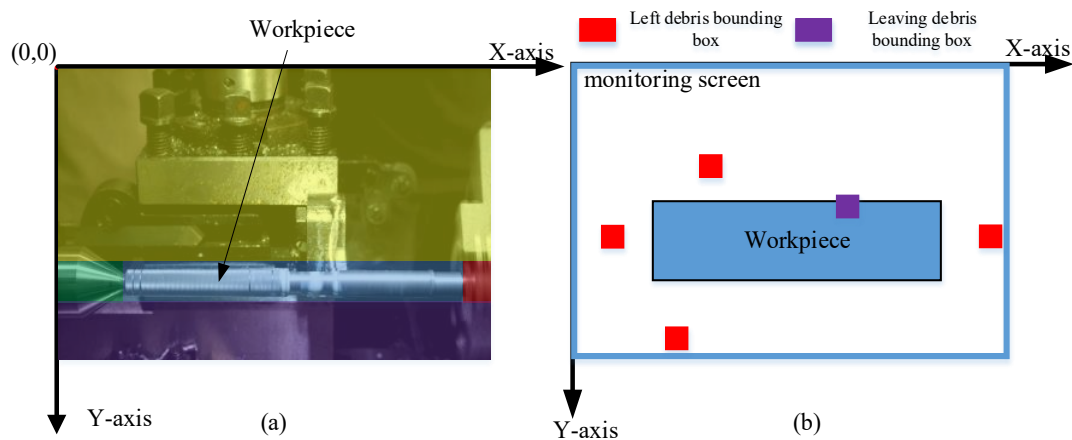 Workpiece
(0,0)
X-axis
Y-axis
(a)
Left debris bounding
box
Leaving debris
bounding box
X-axis
monitoring screen
Workpiece
Y-axis
(b)